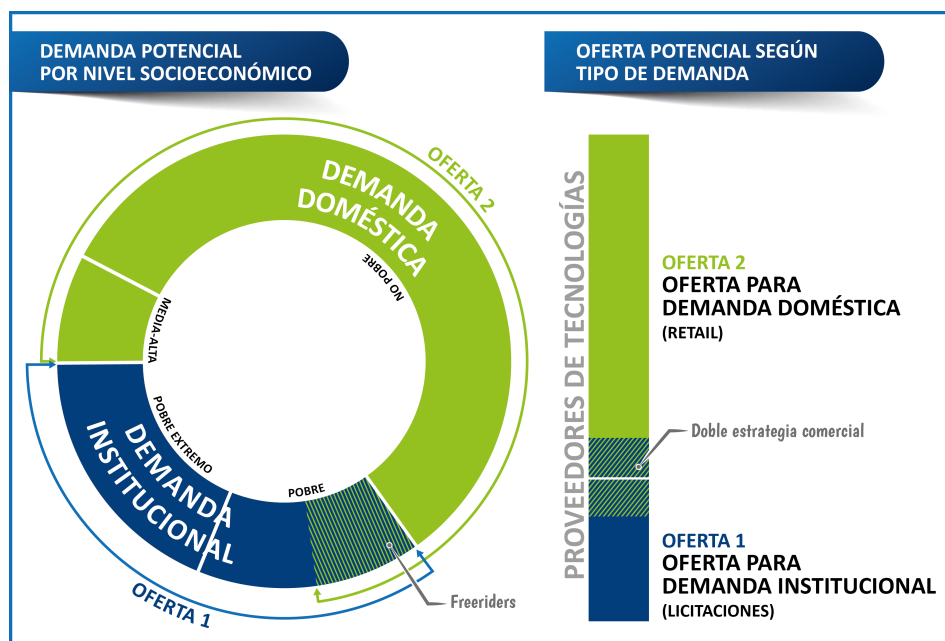 DEMANDA POTENCIAL
POR NIVEL SOCIOECONÓMICO
OFERTA 2
DEMANDA
DOMÉSTICA
NO POBRE
MEDIA-ALTA
POBRE EXTREMO
DEMANDA
INSTITUCIONAL
POBRE
OFERTA 1
Freeriders
OFERTA POTENCIAL SEGÚN
TIPO DE DEMANDA
PROVEEDORES DE TECNOLOGÍAS
OFERTA 2
OFERTA PARA
DEMANDA DOMÉSTICA
(RETAIL)
Doble estrategia comercial
OFERTA 1
OFERTA PARA
DEMANDA INSTITUCIONAL
(LICITACIONES)